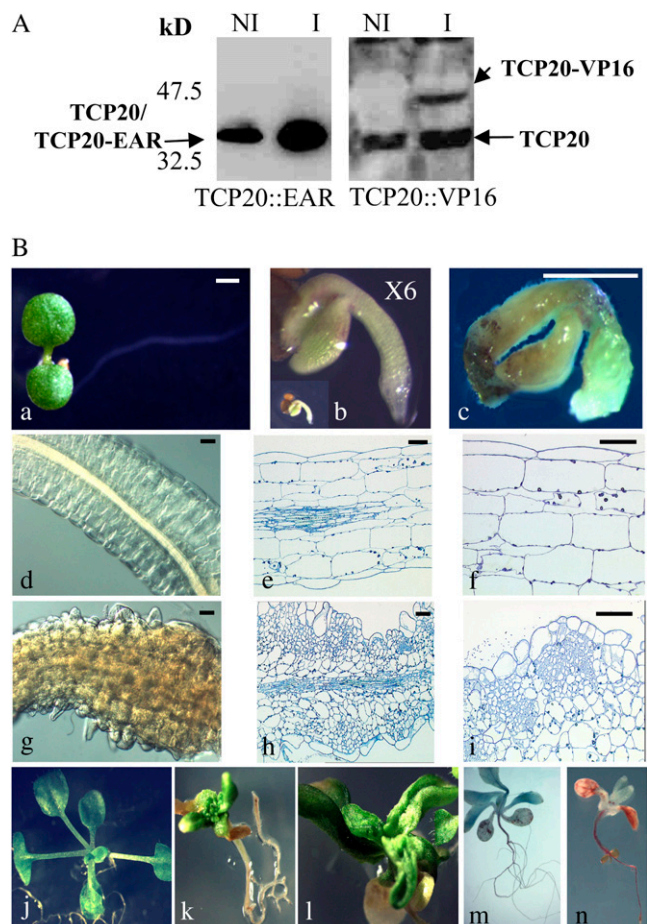 A
kD
NI I NI I
47.5
32.5
TCP20/
TCP20-EAR
TCP20-VP16
TCP20
TCP20::EAR TCP20::VP16
B
a b X6 c
d e f
g h i
j k l m n